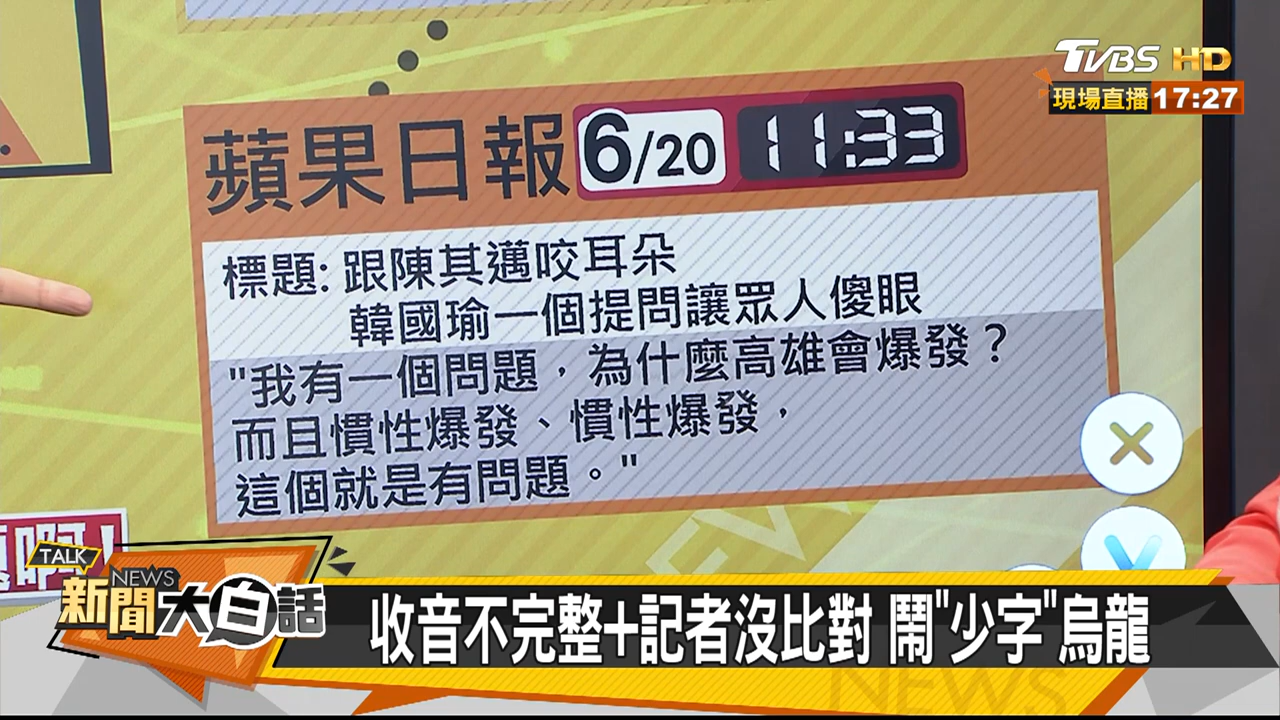 TVBS HD
現場直播 17:27
蘋果日報 6/20 11:33
標題: 跟陳其邁咬耳朵
韓國瑜一個提問讓眾人傻眼
"我有一個問題，為什麼高雄會爆發？
而且慣性爆發、慣性爆發，
這個就是有問題。"
TALK
NEWS
新聞大白話
收音不完整+記者沒比對 鬧"少字"烏龍
NEWS